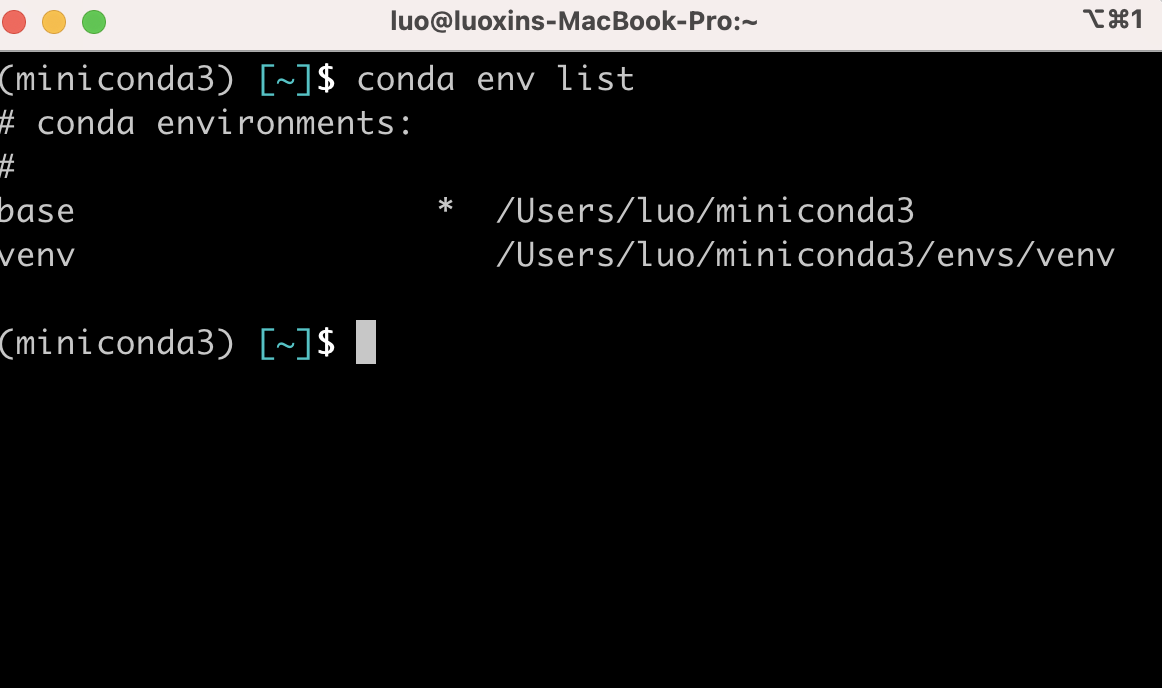 luo@luoxins-MacBook-Pro:~ ⌥⌘1
(miniconda3) [~]$ conda env list
# conda environments:
#
base                  *  /Users/luo/miniconda3
venv                     /Users/luo/miniconda3/envs/venv
(miniconda3) [~]$